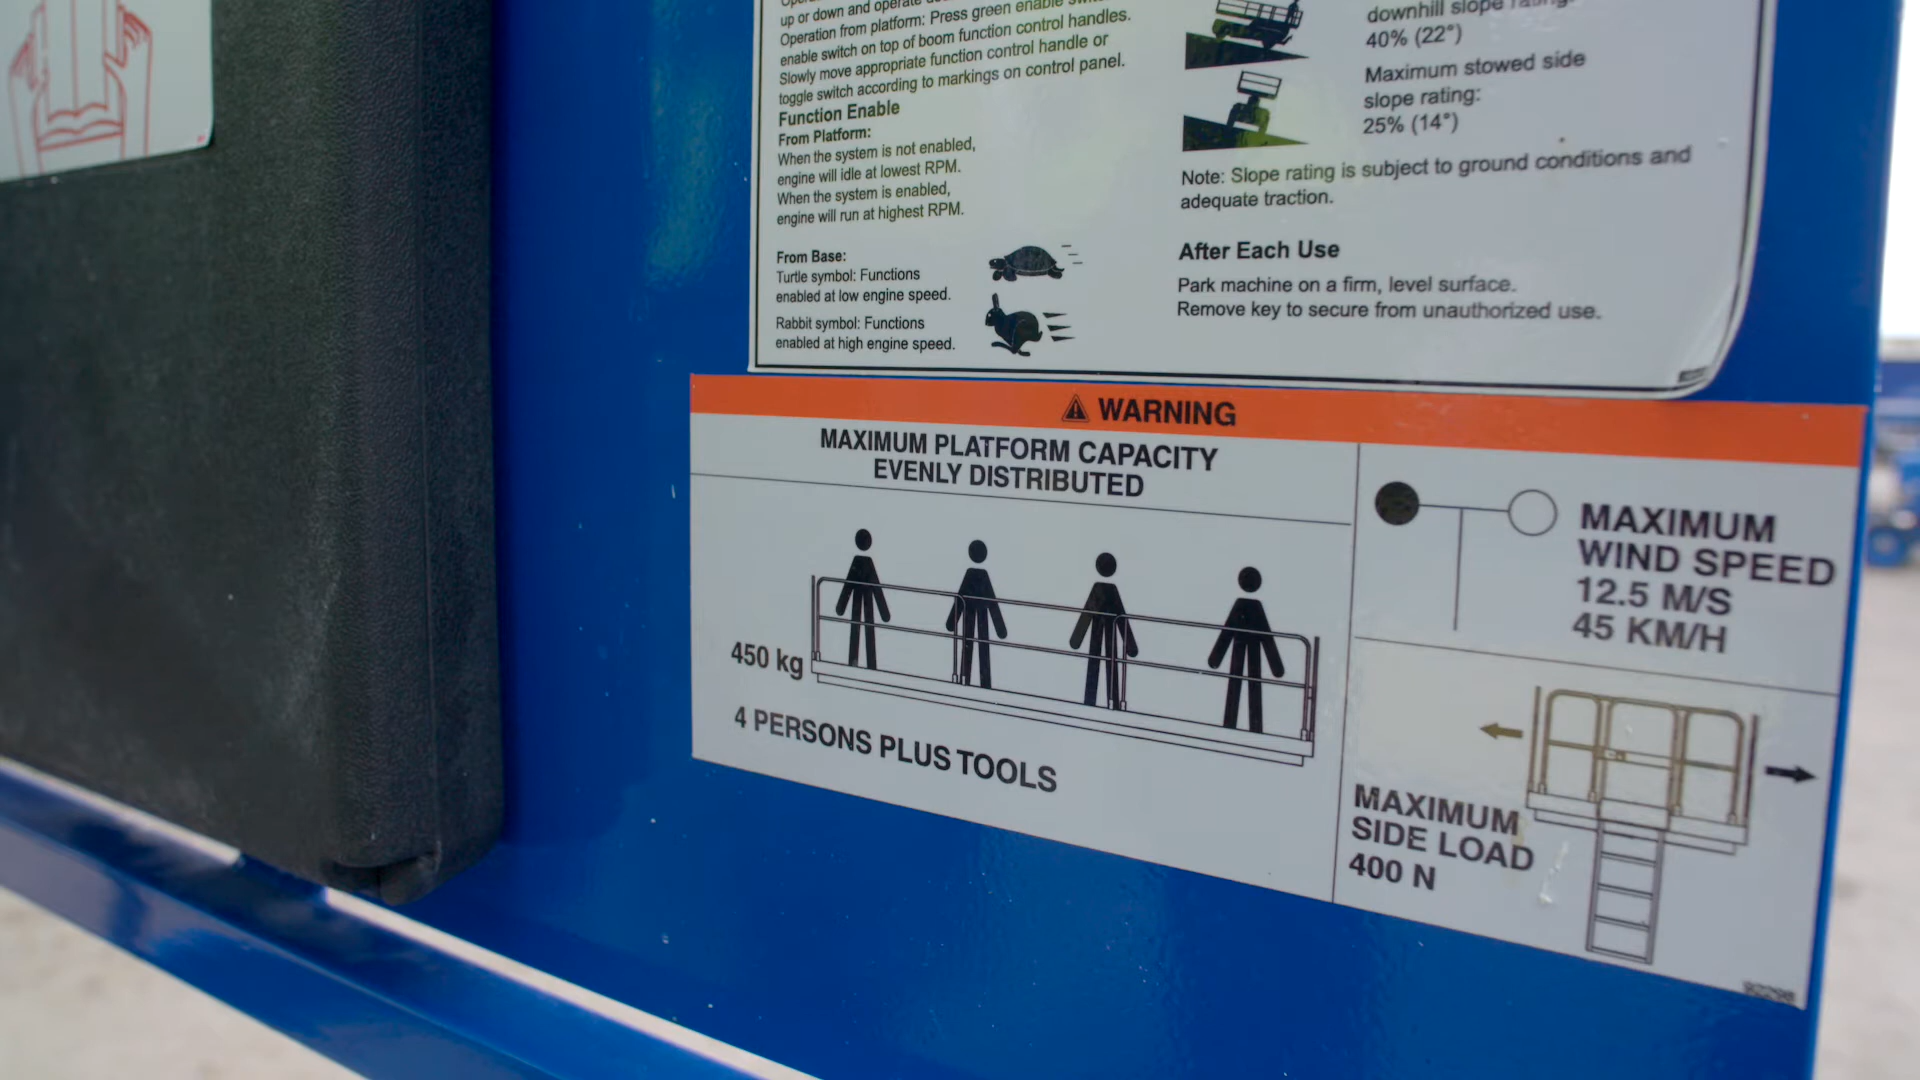 up or down and operate
Operation from platform: Press green enable
enable switch on top of boom function control handles.
Slowly move appropriate function control handle or
toggle switch according to markings on control panel.
Function Enable
From Platform:
When the system is not enabled,
engine will idle at lowest RPM.
When the system is enabled,
engine will run at highest RPM.
From Base:
Turtle symbol: Functions
enabled at low engine speed.
Rabbit symbol: Functions
enabled at high engine speed.
downhill slope rating:
40% (22°)
Maximum stowed side
slope rating:
25% (14°)
Note: Slope rating is subject to ground conditions and
adequate traction.
After Each Use
Park machine on a firm, level surface.
Remove key to secure from unauthorized use.
WARNING
MAXIMUM PLATFORM CAPACITY
EVENLY DISTRIBUTED
450 kg
4 PERSONS PLUS TOOLS
MAXIMUM
WIND SPEED
12.5 M/S
45 KM/H
MAXIMUM
SIDE LOAD
400 N